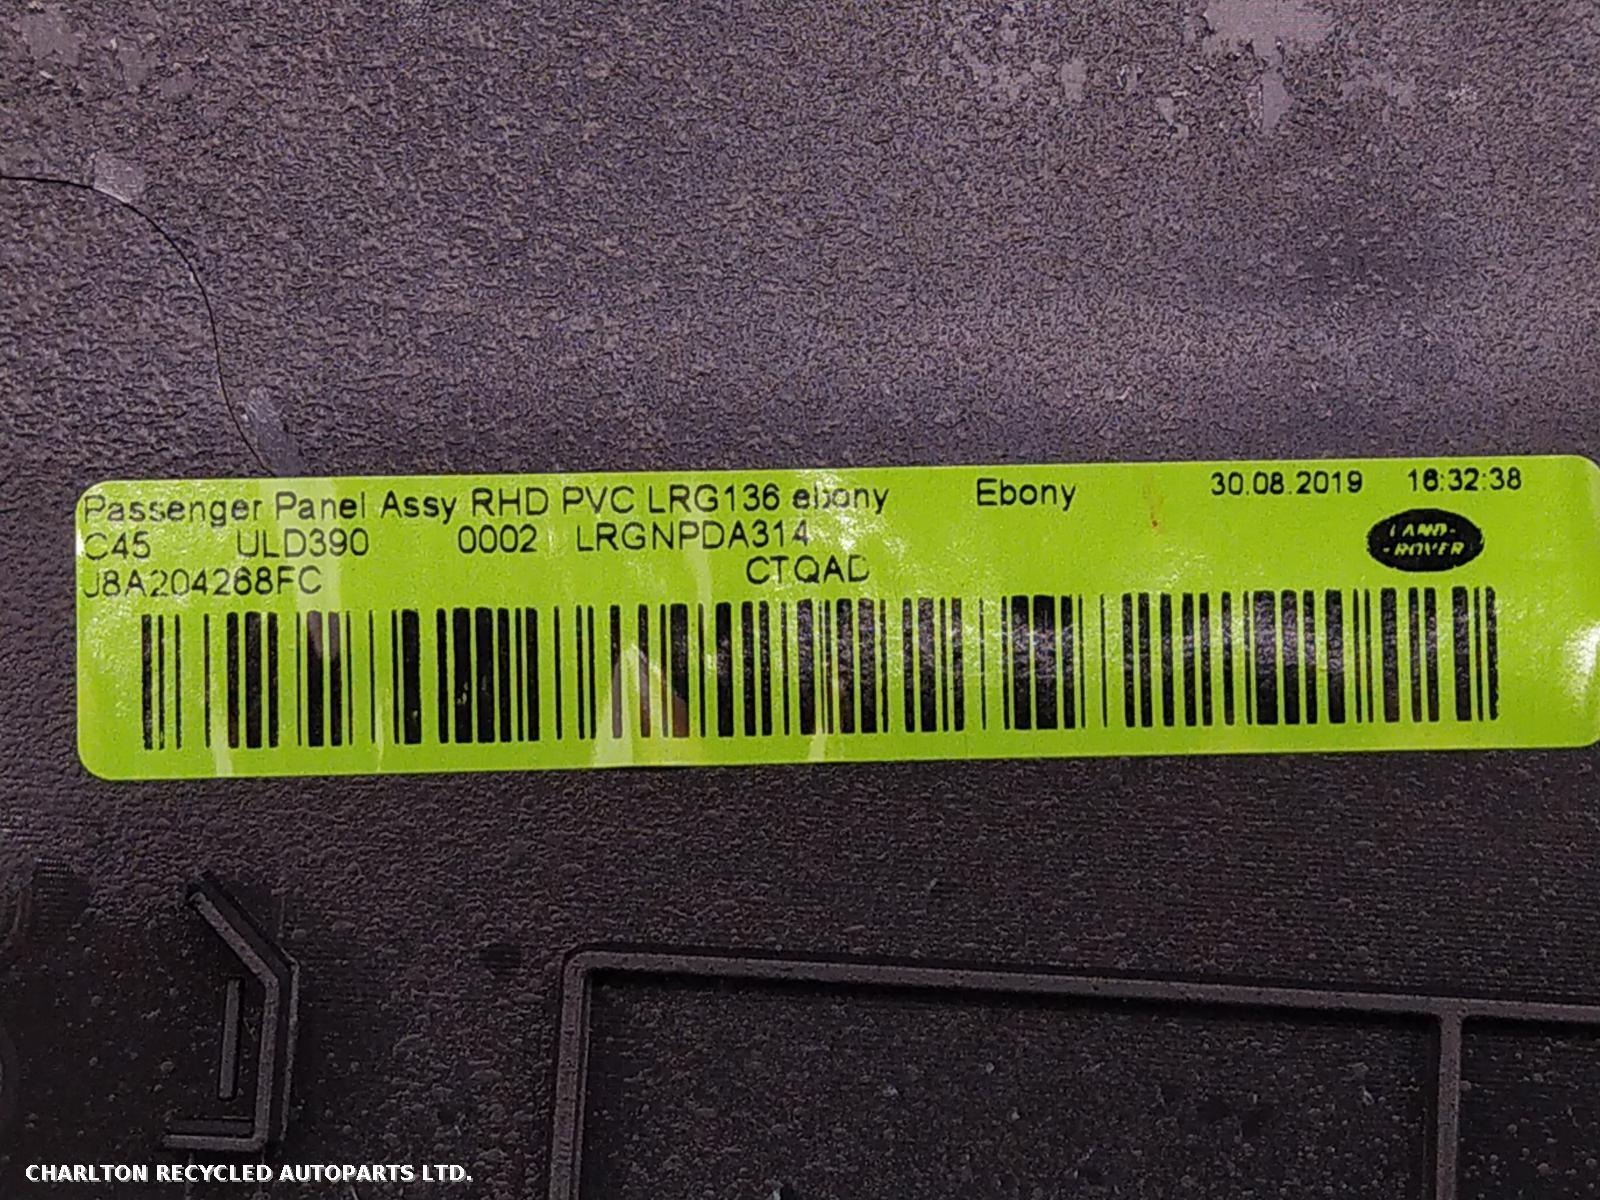 Passenger Panel Assy RHD PVC LRG136 ebony Ebony 30.08.2019 16:32:38
C45 ULD390 0002 LRGNPDA314
LAND-
-ROVER
J8A204268FC CTQAD
CHARLTON RECYCLED AUTOPARTS LTD.